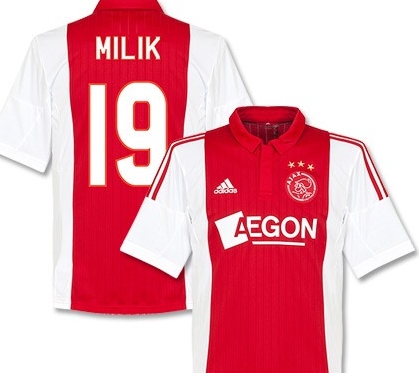 MILIK
19
AJAX
adidas
AEGON